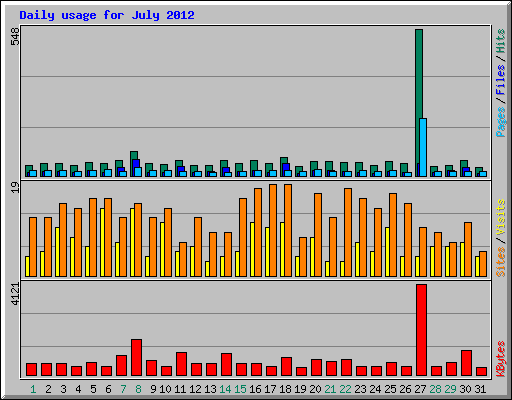 Daily usage for July 2012
548
Pages / Files / Hits
19
Sites / Visits
4121
KBytes
1 2 3 4 5 6 7 8 9 10 11 12 13 14 15 16 17 18 19 20 21 22 23 24 25 26 27 28 29 30 31